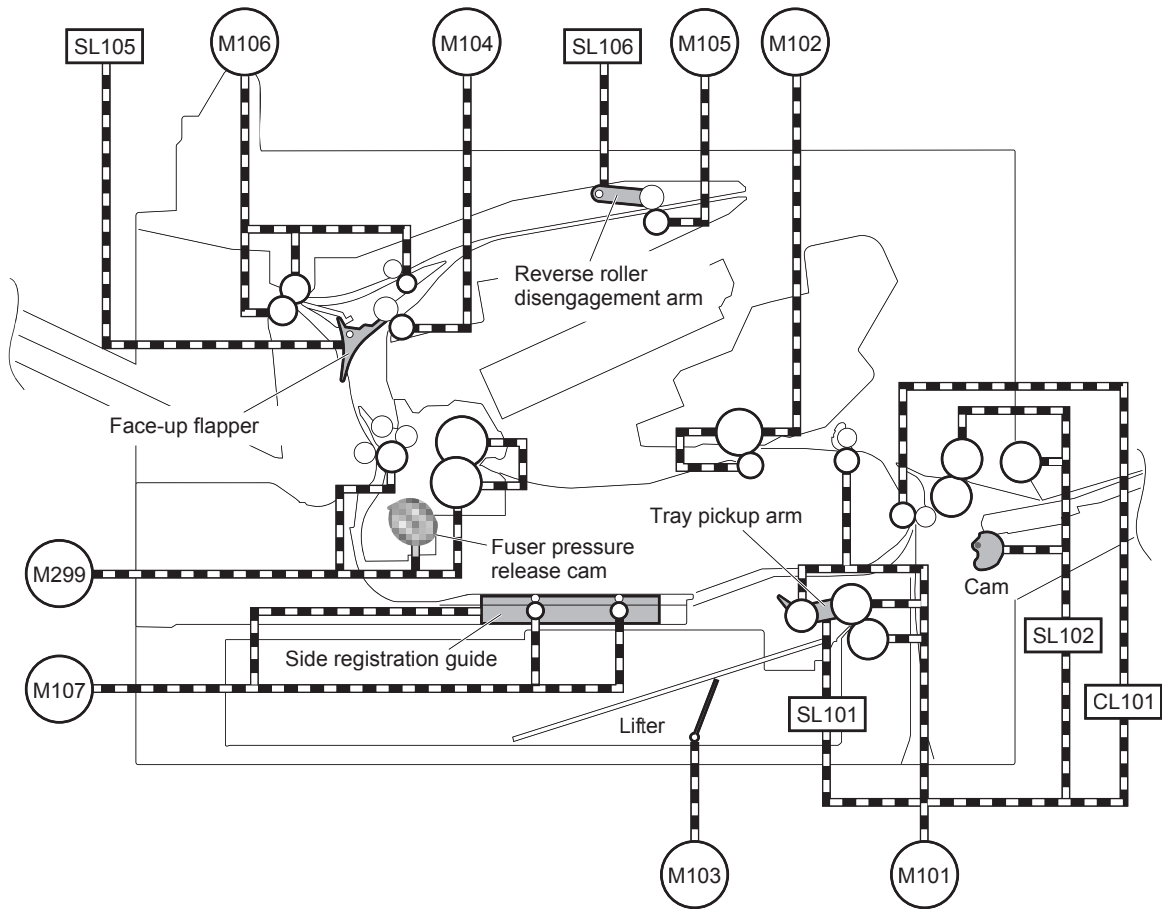 SL105
M106
M104
SL106
M105
M102
Reverse roller
disengagement arm
Face-up flapper
Tray pickup arm
Fuser pressure
release cam
M299
Cam
SL102
Side registration guide
M107
CL101
SL101
Lifter
M103
M101